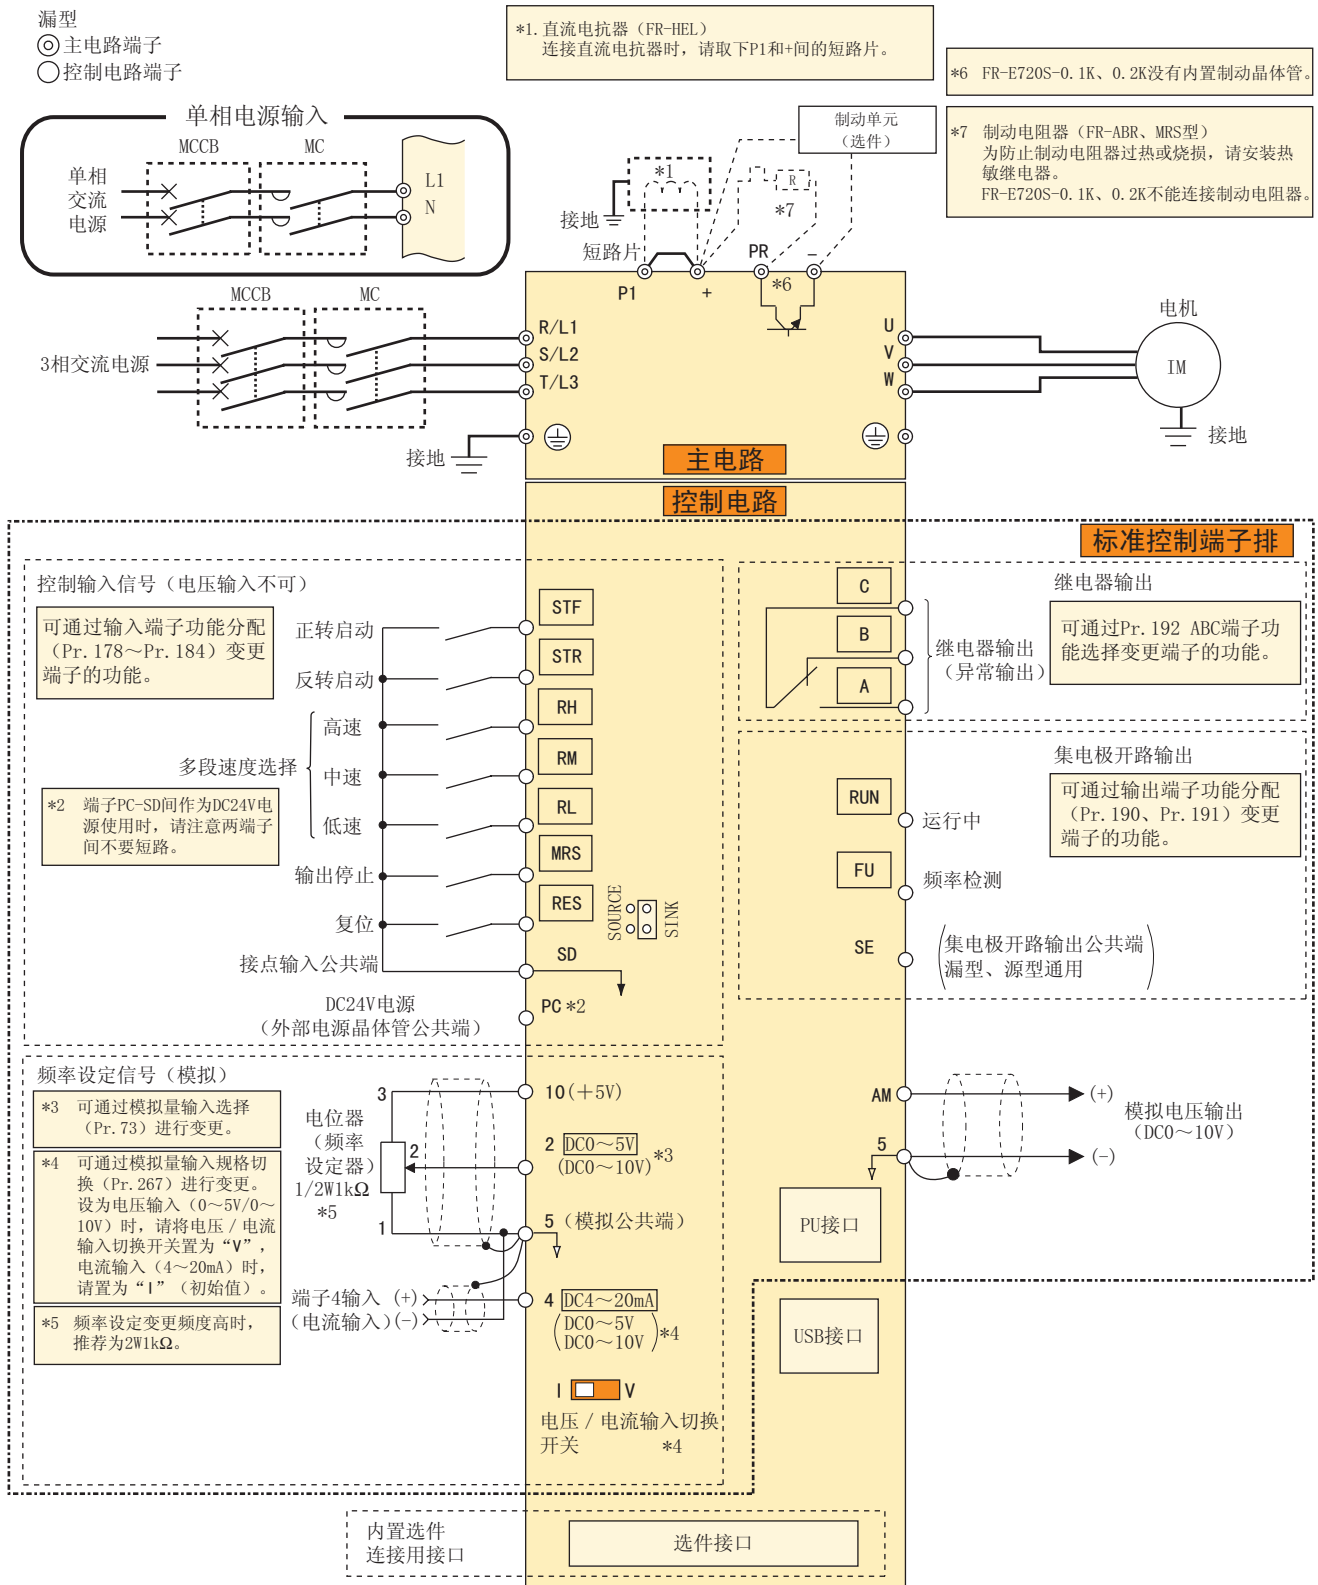 漏型
主电路端子
控制电路端子
*1. 直流电抗器（FR-HEL）
连接直流电抗器时，请取下P1和+间的短路片。
*6 FR-E720S-0.1K、0.2K没有内置制动晶体管。
*7 制动电阻器（FR-ABR、MRS型）
为防止制动电阻器过热或烧损，请安装热
敏继电器。
FR-E720S-0.1K、0.2K不能连接制动电阻器。
单相电源输入
MCCB MC
单相
交流
电源
L1
N
制动单元
（选件）
*1
R
*7
接地
短路片
PR
−
P1
+
*6
MCCB MC
3相交流电源
R/L1
S/L2
T/L3
接地
U
V
W
电机
IM
接地
主电路
控制电路
标准控制端子排
控制输入信号（电压输入不可）
可通过输入端子功能分配
（Pr.178～Pr.184）变更
端子的功能。
正转启动
STF
反转启动
STR
多段速度选择
高速
RH
中速
RM
低速
RL
*2 端子PC-SD间作为DC24V电
源使用时，请注意两端子
间不要短路。
输出停止
MRS
复位
RES
SOURCE
SINK
接点输入公共端
SD
DC24V电源
（外部电源晶体管公共端）
PC *2
C
B
A
继电器输出
（异常输出）
继电器输出
可通过Pr.192 ABC端子功
能选择变更端子的功能。
集电极开路输出
可通过输出端子功能分配
（Pr.190、Pr.191）变更
端子的功能。
RUN
运行中
FU
频率检测
SE
集电极开路输出公共端
漏型、源型通用
频率设定信号（模拟）
*3 可通过模拟量输入选择
（Pr.73）进行变更。
*4 可通过模拟量输入规格切
换（Pr.267）进行变更。
设为电压输入（0～5V/0～
10V）时，请将电压/电流
输入切换开关置为“V”，
电流输入（4～20mA）时，
请置为“I”（初始值）。
*5 频率设定变更频度高时，
推荐为2W1kΩ。
电位器
（频率
设定器）
1/2W1kΩ
*5
3
2
1
10(＋5V)
2 DC0～5V
(DC0～10V) *3
5（模拟公共端）
端子4输入 (+)
（电流输入）(−)
4 DC4～20mA
DC0～5V
DC0～10V *4
I V
电压/电流输入切换
开关 *4
AM
(+)
模拟电压输出
（DC0～10V）
5
(−)
PU接口
USB接口
内置选件
连接用接口
选件接口